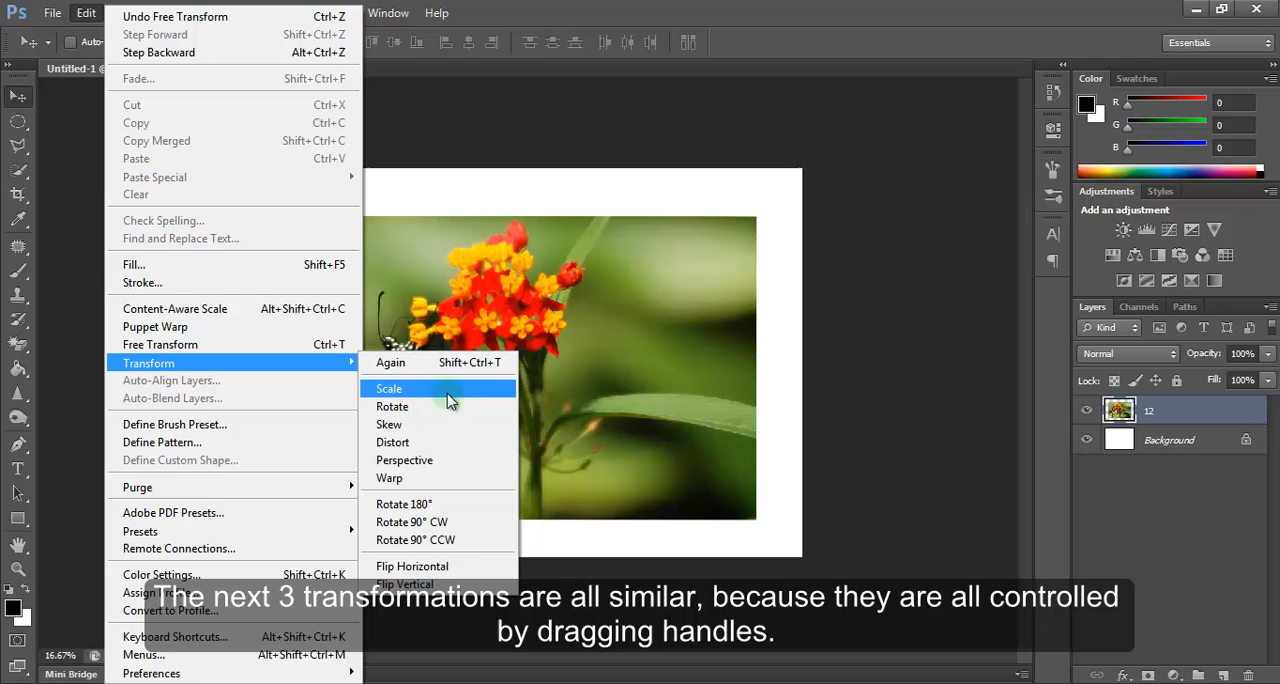 Ps File Edit Window Help
Auto-
Essentials
Untitled-1 @
Undo Free Transform Ctrl+Z
Step Forward Shift+Ctrl+Z
Step Backward Alt+Ctrl+Z
Fade... Shift+Ctrl+F
Cut Ctrl+X
Copy Ctrl+C
Copy Merged Shift+Ctrl+C
Paste Ctrl+V
Paste Special
Clear
Check Spelling...
Find and Replace Text...
Fill... Shift+F5
Stroke...
Content-Aware Scale Alt+Shift+Ctrl+C
Puppet Warp
Free Transform Ctrl+T
Transform
Auto-Align Layers...
Auto-Blend Layers...
Define Brush Preset...
Define Pattern...
Define Custom Shape...
Purge
Adobe PDF Presets...
Presets
Remote Connections...
Color Settings... Shift+Ctrl+K
Assign
Convert to Profile...
Keyboard Shortcuts... Alt+Shift+Ctrl+K
Menus... Alt+Shift+Ctrl+M
Preferences
Again Shift+Ctrl+T
Scale
Rotate
Skew
Distort
Perspective
Warp
Rotate 180°
Rotate 90° CW
Rotate 90° CCW
Flip Horizontal
Flip Vertical
The next 3 transformations are all similar, because they are all controlled
by dragging handles.
16.67%
Mini Bridge
Color Swatches
R 0
G 0
B 0
Adjustments Styles
Add an adjustment
Layers Channels Paths
Kind
Normal Opacity: 100%
Lock: Fill: 100%
12
Background